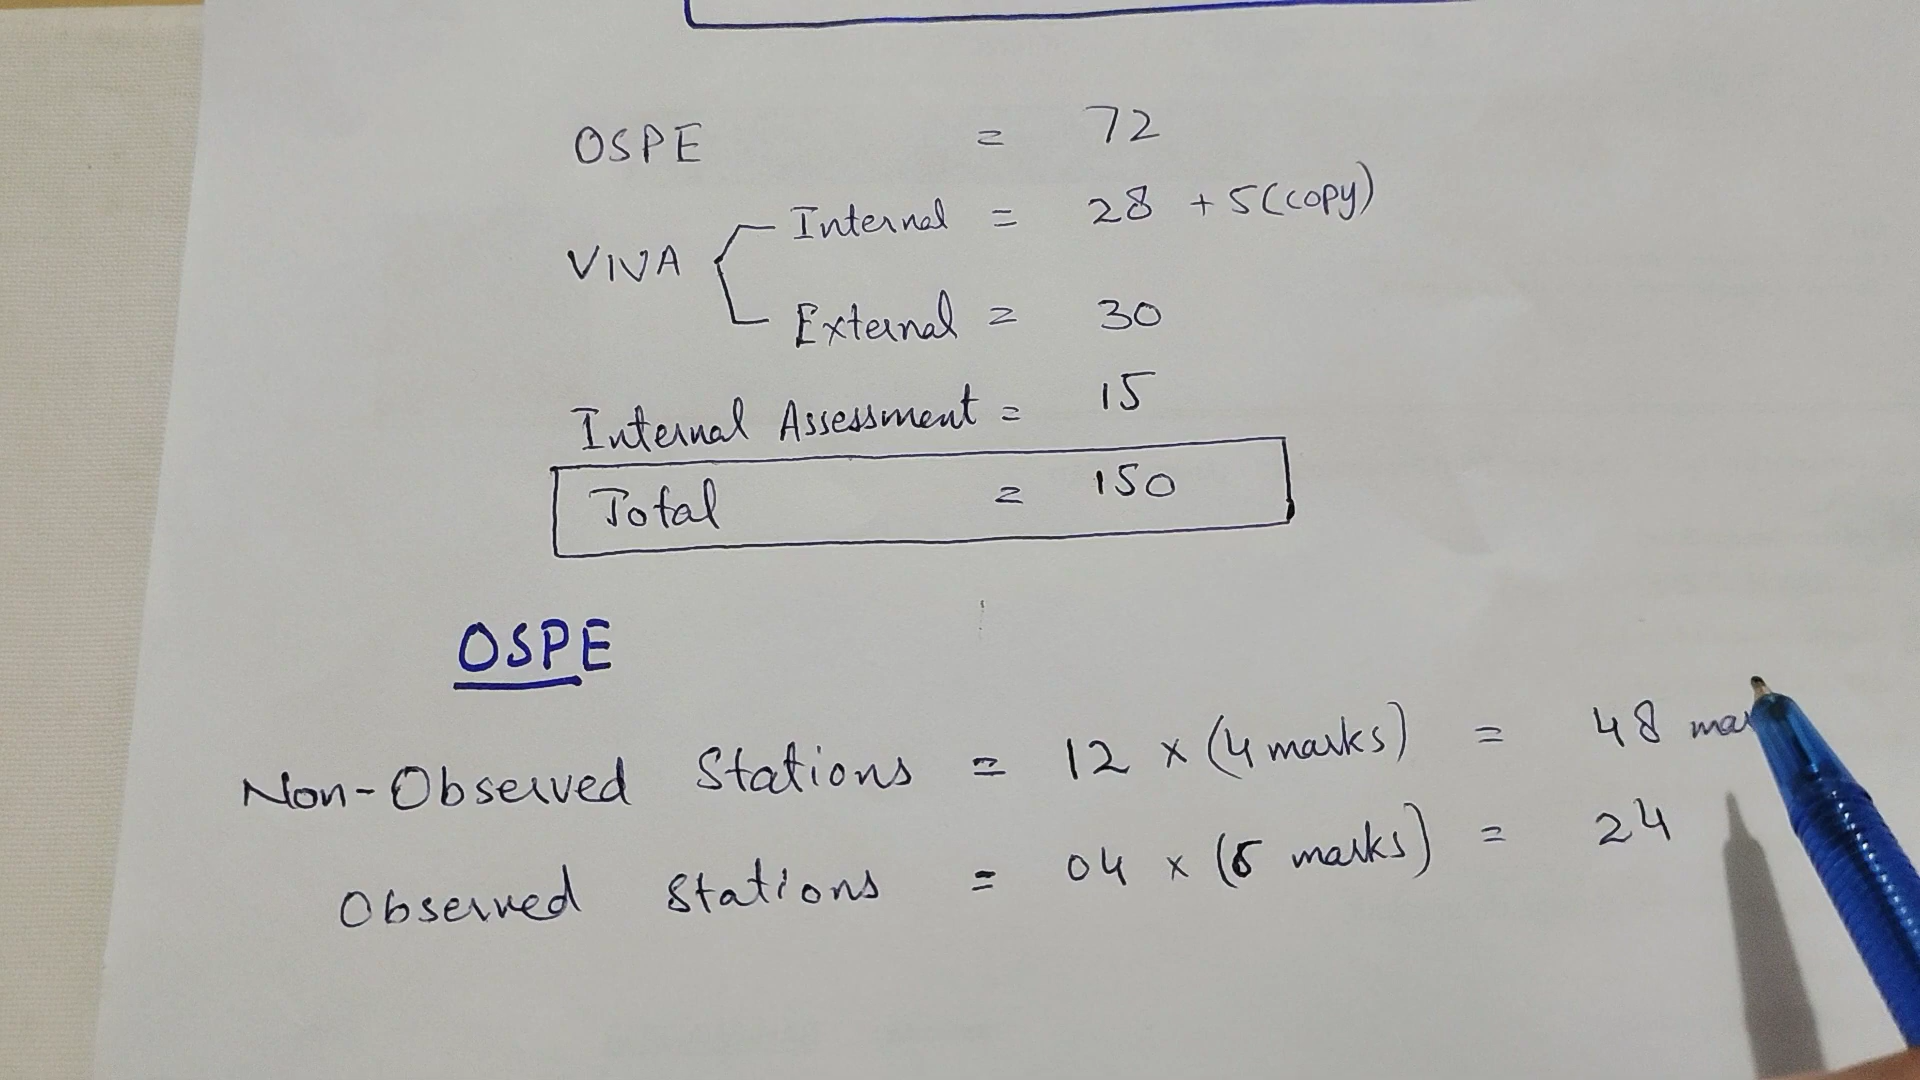 OSPE = 72
VIVA
Internal = 28 + 5(copy)
External = 30
Internal Assessment = 15
Total = 150
OSPE
Non-Observed Stations = 12 x (4 marks) = 48 ma
Observed Stations = 04 x (6 marks) = 24